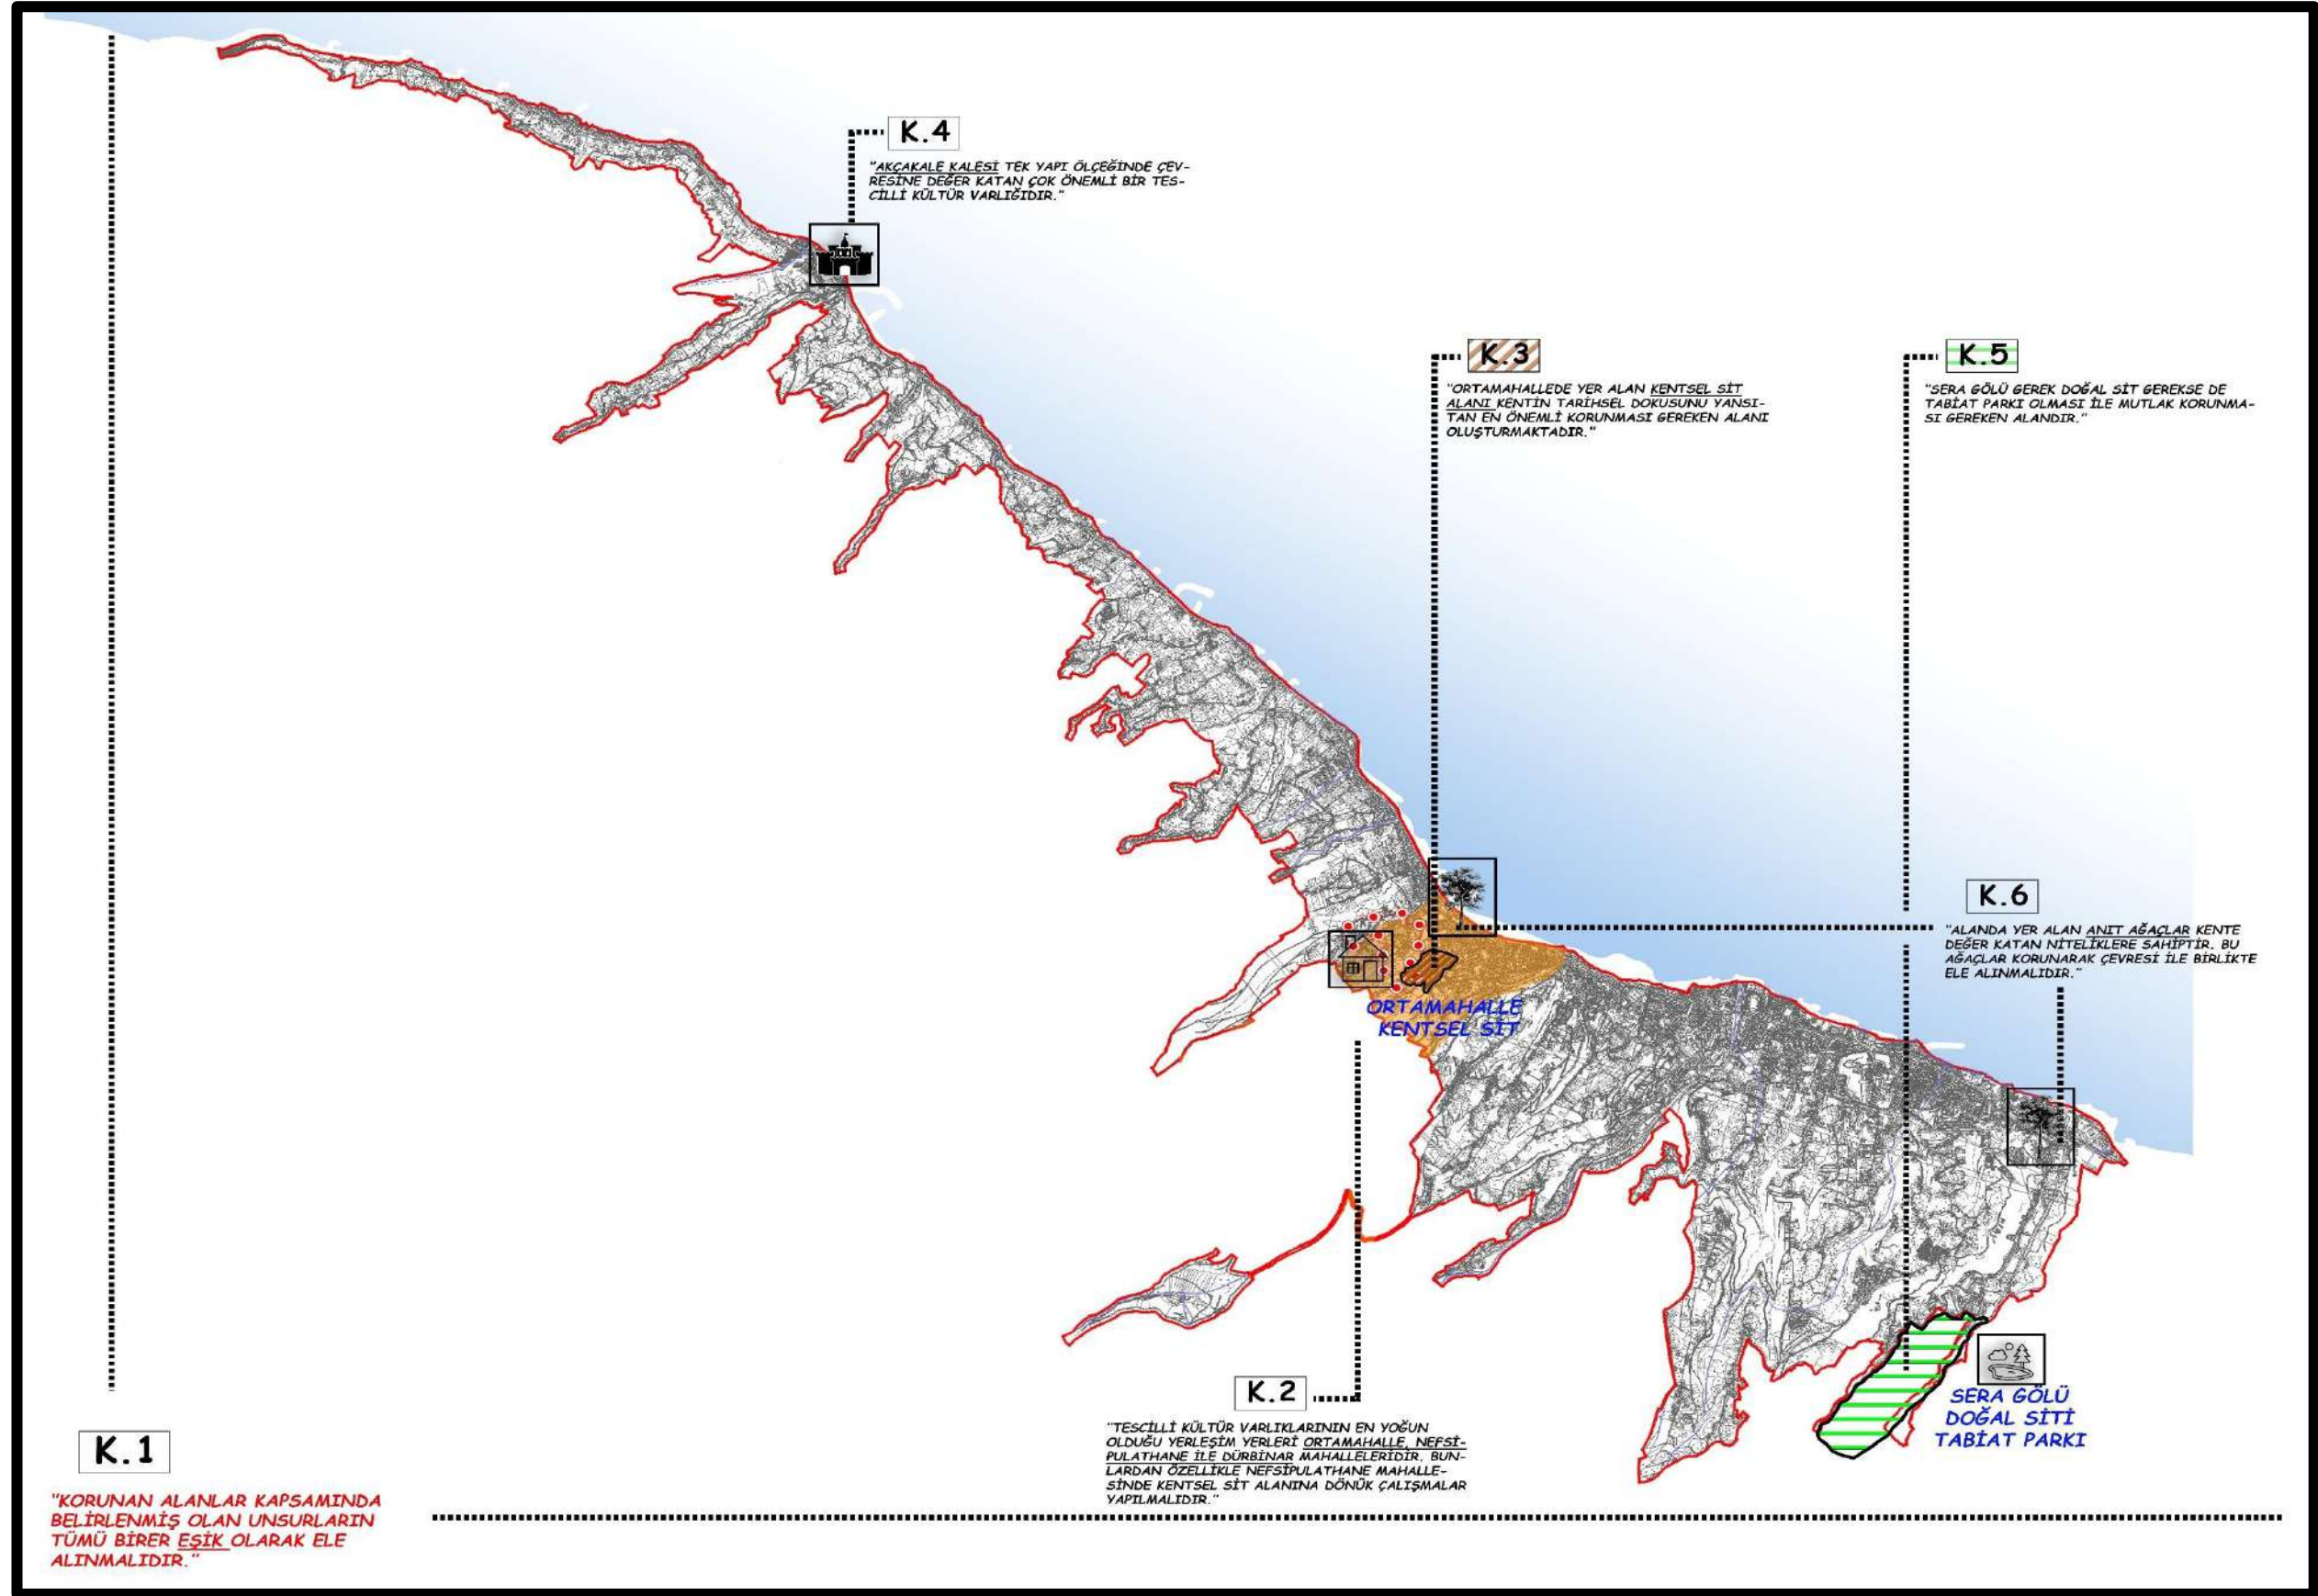 K.4
"AKÇAKALE KALESİ TEK YAPI ÖLÇEĞİNDE ÇEV-
RESİNE DEĞER KATAN ÇOK ÖNEMLİ BİR TES-
CİLLİ KÜLTÜR VARLIĞIDIR."
K.3
"ORTAMAHALLEDE YER ALAN KENTSEL SİT
ALANI KENTİN TARİHSEL DOKUSUNU YANSI-
TAN EN ÖNEMLİ KORUNMASI GEREKEN ALANI
OLUŞTURMAKTADIR."
K.5
"SERA GÖLÜ GEREK DOĞAL SİT GEREKSE DE
TABİAT PARKI OLMASI İLE MUTLAK KORUNMA-
SI GEREKEN ALANDIR."
K.6
"ALANDA YER ALAN ANIT AĞAÇLAR KENTE
DEĞER KATAN NİTELİKLERE SAHİPTİR. BU
AĞAÇLAR KORUNARAK ÇEVRESİ İLE BİRLİKTE
ELE ALINMALIDIR."
ORTAMAHALLE
KENTSEL SİT
SERA GÖLÜ
DOĞAL SİTİ
TABİAT PARKI
K.2
"TESCİLLİ KÜLTÜR VARLIKLARININ EN YOĞUN
OLDUĞU YERLEŞİM YERLERİ ORTAMAHALLE, NEFSİ-
PULATHANE İLE DÜRBİNAR MAHALLELERİDİR. BUN-
LARDAN ÖZELLİKLE NEFSİPULATHANE MAHALLE-
SİNDE KENTSEL SİT ALANINA DÖNÜK ÇALIŞMALAR
YAPILMALIDIR."
K.1
"KORUNAN ALANLAR KAPSAMINDA
BELİRLENMİŞ OLAN UNSURLARIN
TÜMÜ BİRER EŞİK OLARAK ELE
ALINMALIDIR."